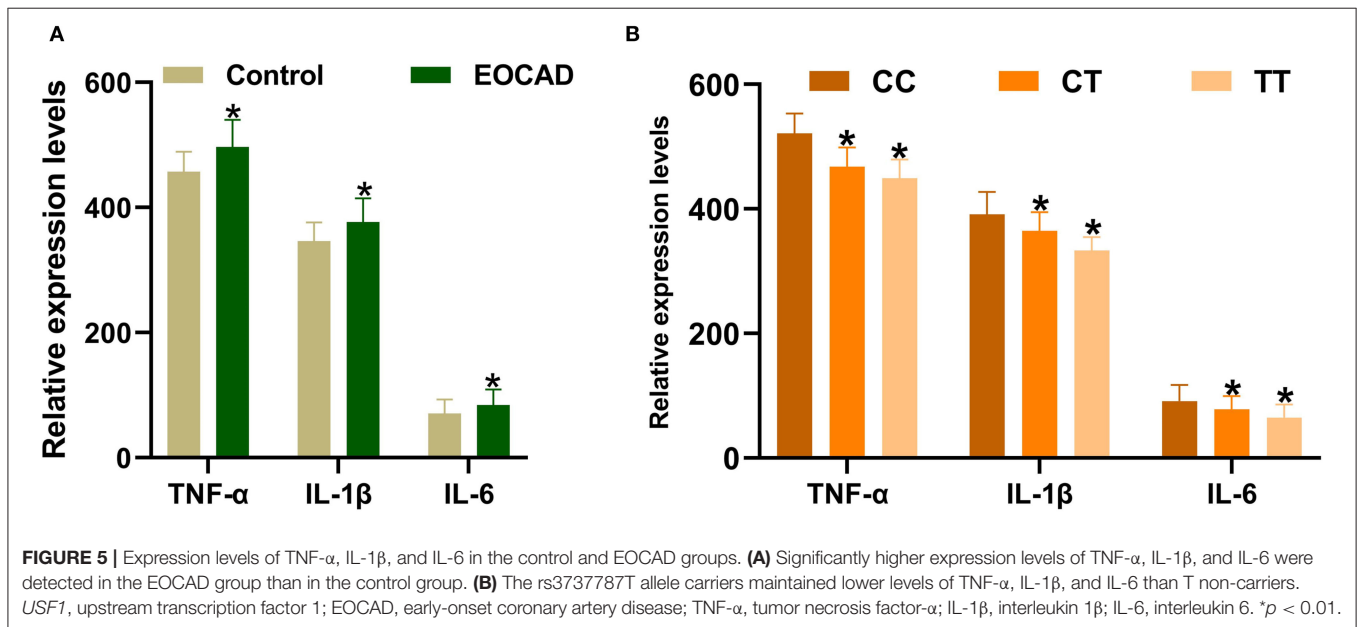 A
Control EOCAD
600
400
200
0
Relative expression levels
* * *
TNF-α IL-1β IL-6
B
CC CT TT
600
400
200
0
Relative expression levels
* * * * * *
TNF-α IL-1β IL-6
FIGURE 5 | Expression levels of TNF-α, IL-1β, and IL-6 in the control and EOCAD groups. (A) Significantly higher expression levels of TNF-α, IL-1β, and IL-6 were
detected in the EOCAD group than in the control group. (B) The rs3737787T allele carriers maintained lower levels of TNF-α, IL-1β, and IL-6 than T non-carriers.
USF1, upstream transcription factor 1; EOCAD, early-onset coronary artery disease; TNF-α, tumor necrosis factor-α; IL-1β, interleukin 1β; IL-6, interleukin 6. *p < 0.01.